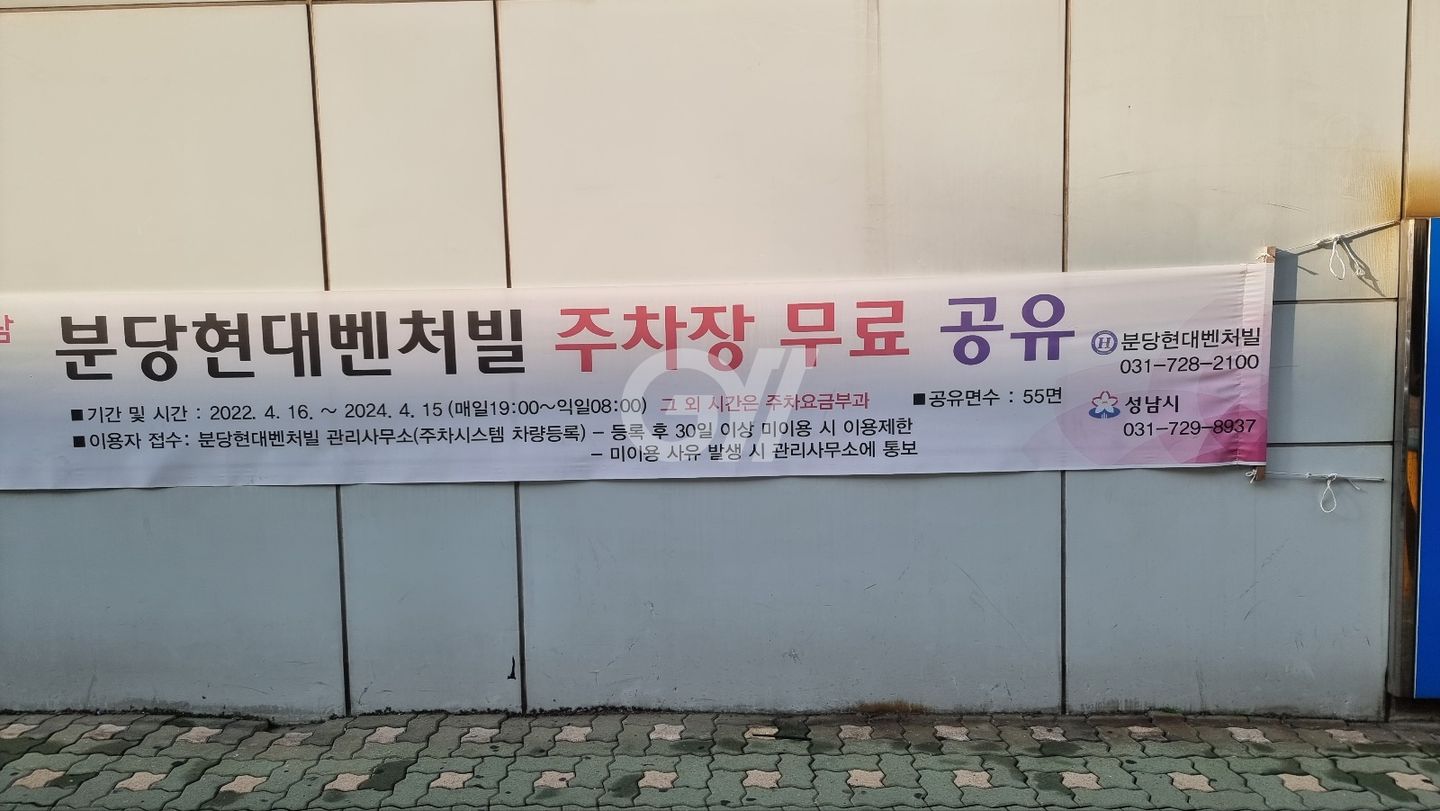 남
분당현대벤처빌 주차장 무료 공유
■기간 및 시간 : 2022. 4. 16. ~ 2024. 4. 15 (매일19:00~익일08:00) 그 외 시간은 주차요금부과 ■공유면수 : 55면
■이용자 접수: 분당현대벤처빌 관리사무소(주차시스템 차량등록) – 등록 후 30일 이상 미이용 시 이용제한
– 미이용 사유 발생 시 관리사무소에 통보
H 분당현대벤처빌
031-728-2100
성남시
031-729-8937